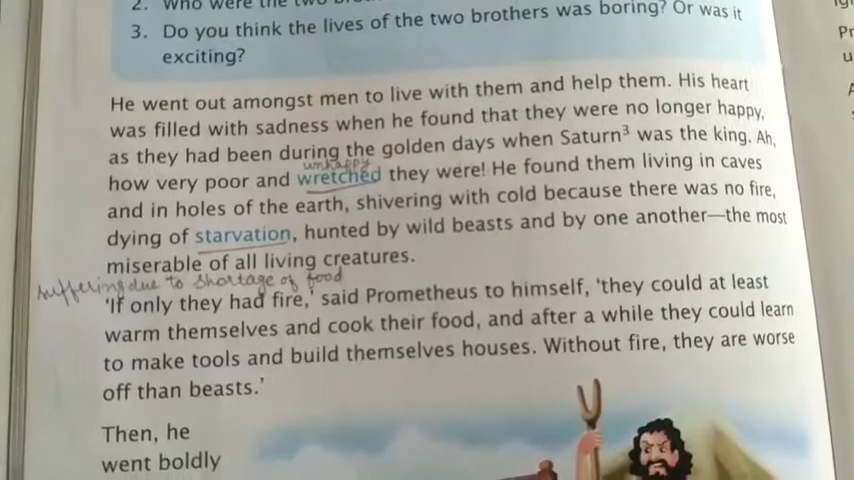 2. Who were the two
3. Do you think the lives of the two brothers was boring? Or was it
exciting?
He went out amongst men to live with them and help them. His heart
was filled with sadness when he found that they were no longer happy,
as they had been during the golden days when Saturn³ was the king. Ah,
unhappy
how very poor and wretched they were! He found them living in caves
and in holes of the earth, shivering with cold because there was no fire,
dying of starvation, hunted by wild beasts and by one another—the most
miserable of all living creatures.
suffering due to shortage of food
‘If only they had fire,’ said Prometheus to himself, ‘they could at least
warm themselves and cook their food, and after a while they could learn
to make tools and build themselves houses. Without fire, they are worse
off than beasts.’
Then, he
went boldly